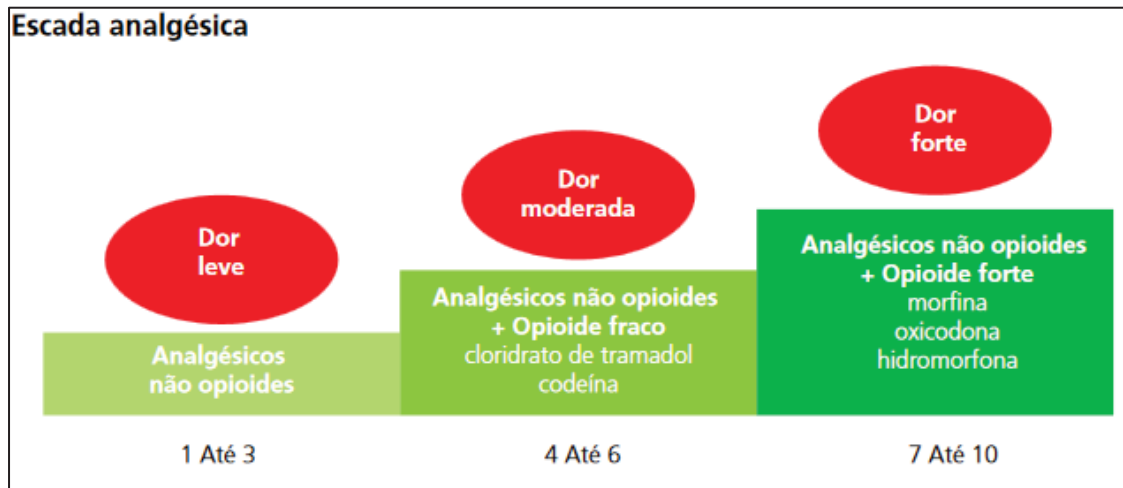 Escada analgésica
Dor
leve
Analgésicos
não opioides
1 Até 3
Dor
moderada
Analgésicos não opioides
+ Opioide fraco
cloridrato de tramadol
codeína
4 Até 6
Dor
forte
Analgésicos não opioides
+ Opioide forte
morfina
oxicodona
hidromorfona
7 Até 10